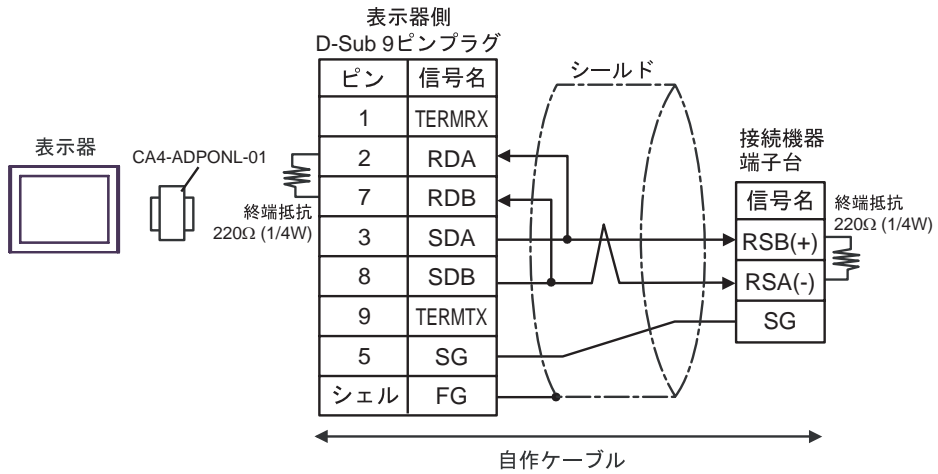 表示器側
D-Sub 9ピンプラグ
ピン 信号名
1 TERMRX
2 RDA
7 RDB
3 SDA
8 SDB
9 TERMTX
5 SG
シェル FG
表示器
CA4-ADPONL-01
終端抵抗
220Ω (1/4W)
シールド
接続機器
端子台
信号名
RSB(+)
RSA(-)
SG
終端抵抗
220Ω (1/4W)
自作ケーブル